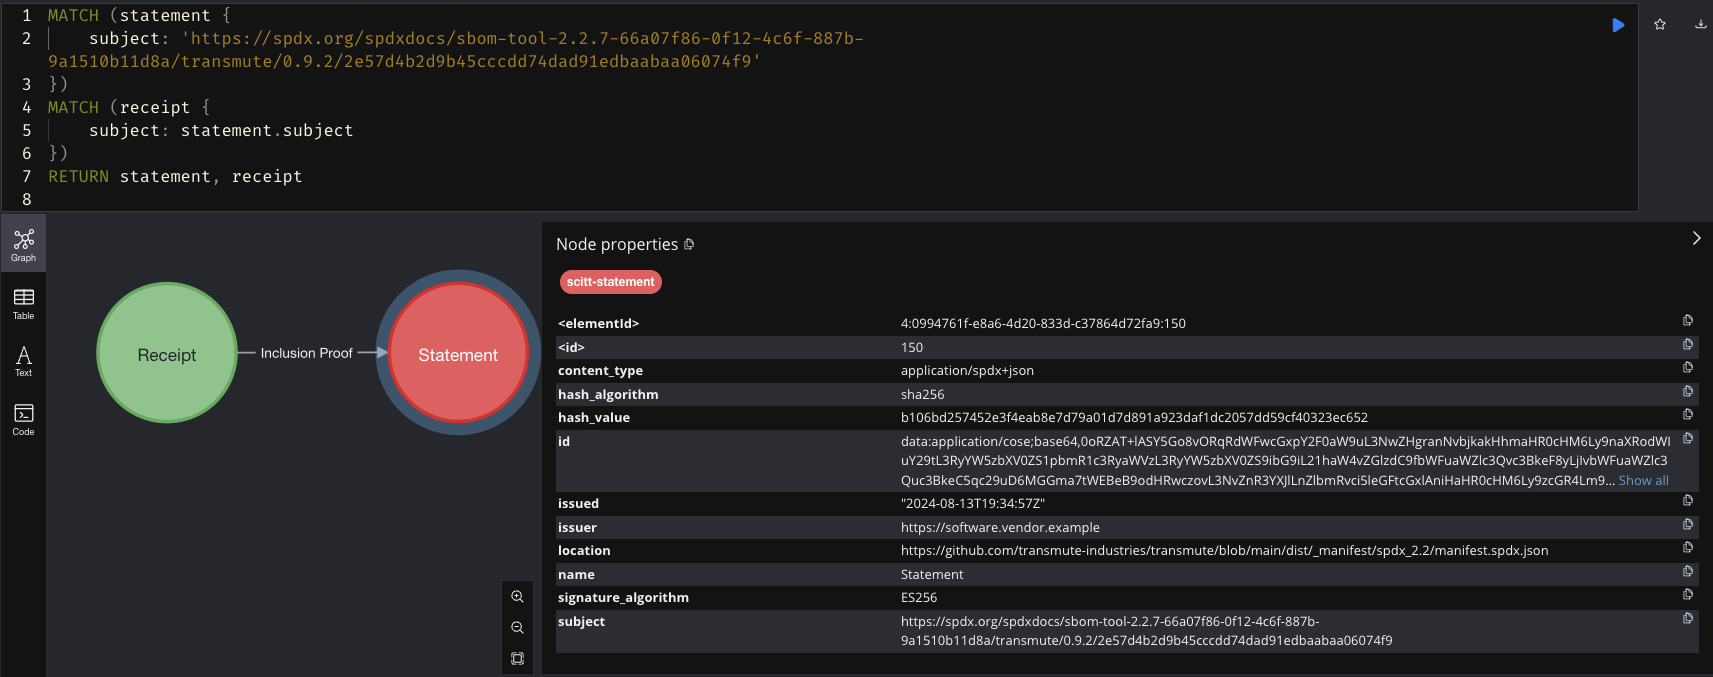 1 MATCH (statement {
2 subject: 'https://spdx.org/spdxdocs/sbom-tool-2.2.7-66a07f86-0f12-4c6f-887b-
9a1510b11d8a/transmute/0.9.2/2e57d4b2d9b45cccdd74dad91edbaabaa06074f9'
3 })
4 MATCH (receipt {
5 subject: statement.subject
6 })
7 RETURN statement, receipt
8
Graph
Table
Text
Code
Receipt
Inclusion Proof
Statement
Node properties
scitt-statement
<elementId> 4:0994761f-e8a6-4d20-833d-c37864d72fa9:150
<id> 150
content_type application/spdx+json
hash_algorithm sha256
hash_value b106bd257452e3f4eab8e7d79a01d7d891a923daf1dc2057dd59cf40323ec652
id data:application/cose;base64,0oRZAT+lASY5Go8vORqRdWFwcGxpY2F0aW9uL3NwZHgranNvbjkakHhmaHR0cHM6Ly9naXRodWI
uY29tL3RyYW5zbXV0ZS1pbmR1c3RyaWVzL3RyYW5zbXV0ZS9ibG9iL21haW4vZGlzdC9fbWFuaWZlc3Qvc3BkeF8yLjIvbWFuaWZlc3
Quc3BkeC5qc29uD6MGGma7tWEBeB9odHRwczovL3NvZnR3YXJlLnZlbmRvci5leGFtcGxlAniHaHR0cHM6Ly9zcGR4Lm9... Show all
issued "2024-08-13T19:34:57Z"
issuer https://software.vendor.example
location https://github.com/transmute-industries/transmute/blob/main/dist/_manifest/spdx_2.2/manifest.spdx.json
name Statement
signature_algorithm ES256
subject https://spdx.org/spdxdocs/sbom-tool-2.2.7-66a07f86-0f12-4c6f-887b-
9a1510b11d8a/transmute/0.9.2/2e57d4b2d9b45cccdd74dad91edbaabaa06074f9